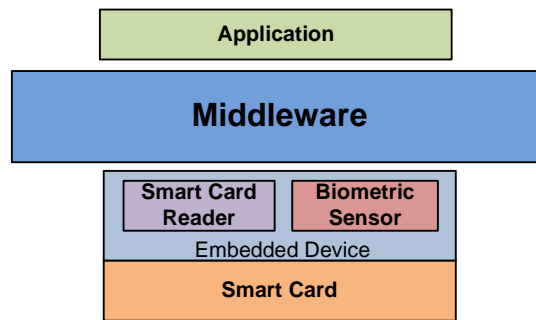 Application
Middleware
Smart Card Biometric
Reader Sensor
Embedded Device
Smart Card